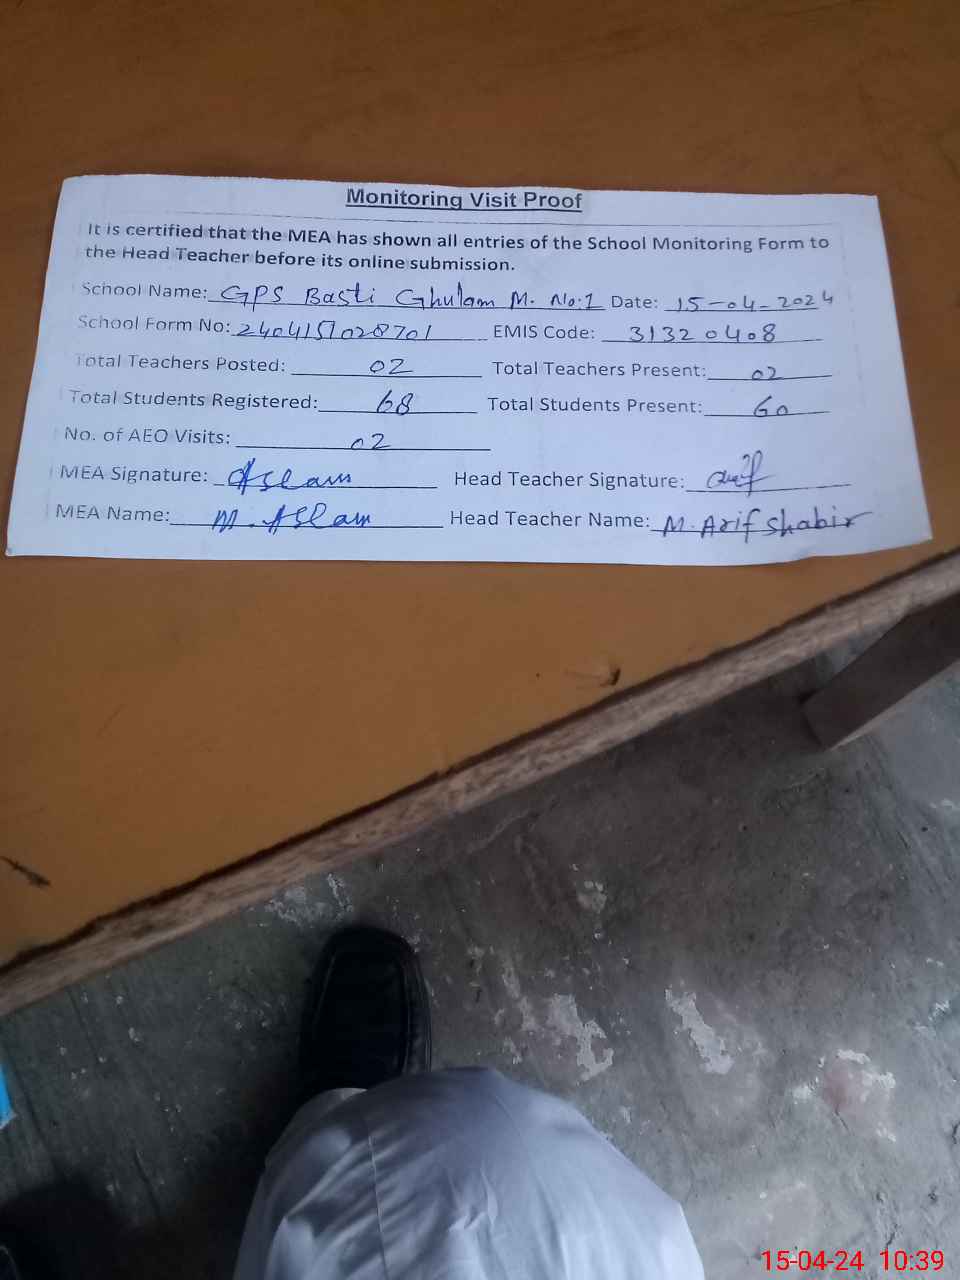 Monitoring Visit Proof
It is certified that the MEA has shown all entries of the School Monitoring Form to
the Head Teacher before its online submission.
School Name: GPS Basti Ghulam M. No:1 Date: 15-04-2024
School Form No: 2404151028701 EMIS Code: 31320408
Total Teachers Posted: 02 Total Teachers Present: 02
Total Students Registered: 68 Total Students Present: 60
No. of AEO Visits: 02
MEA Signature: Aslam Head Teacher Signature: Arif
MEA Name: M. ASlam Head Teacher Name: M. Arif Shabir
15-04-24 10:39